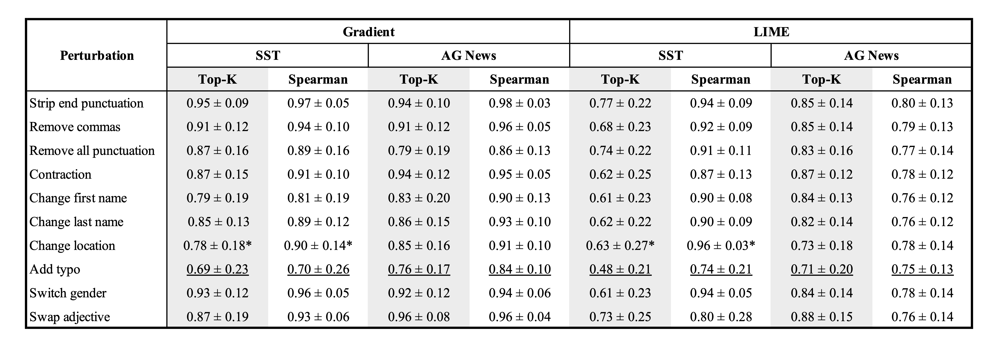 Perturbation Gradient LIME
SST AG News SST AG News
Top-K Spearman Top-K Spearman Top-K Spearman Top-K Spearman
Strip end punctuation 0.95 ± 0.09 0.97 ± 0.05 0.94 ± 0.10 0.98 ± 0.03 0.77 ± 0.22 0.94 ± 0.09 0.85 ± 0.14 0.80 ± 0.13
Remove commas 0.91 ± 0.12 0.94 ± 0.10 0.91 ± 0.12 0.96 ± 0.05 0.68 ± 0.23 0.92 ± 0.09 0.85 ± 0.14 0.79 ± 0.13
Remove all punctuation 0.87 ± 0.16 0.89 ± 0.16 0.79 ± 0.19 0.86 ± 0.13 0.74 ± 0.22 0.91 ± 0.11 0.83 ± 0.16 0.77 ± 0.14
Contraction 0.87 ± 0.15 0.91 ± 0.10 0.94 ± 0.12 0.95 ± 0.05 0.62 ± 0.25 0.87 ± 0.13 0.87 ± 0.12 0.78 ± 0.12
Change first name 0.79 ± 0.19 0.81 ± 0.19 0.83 ± 0.20 0.90 ± 0.13 0.61 ± 0.23 0.90 ± 0.08 0.84 ± 0.13 0.76 ± 0.12
Change last name 0.85 ± 0.13 0.89 ± 0.12 0.86 ± 0.15 0.93 ± 0.10 0.62 ± 0.22 0.90 ± 0.09 0.82 ± 0.14 0.76 ± 0.12
Change location 0.78 ± 0.18* 0.90 ± 0.14* 0.85 ± 0.16 0.91 ± 0.10 0.63 ± 0.27* 0.96 ± 0.03* 0.73 ± 0.18 0.78 ± 0.14
Add typo 0.69 ± 0.23 0.70 ± 0.26 0.76 ± 0.17 0.84 ± 0.10 0.48 ± 0.21 0.74 ± 0.21 0.71 ± 0.20 0.75 ± 0.13
Switch gender 0.93 ± 0.12 0.96 ± 0.05 0.92 ± 0.12 0.94 ± 0.06 0.61 ± 0.23 0.94 ± 0.05 0.84 ± 0.14 0.78 ± 0.14
Swap adjective 0.87 ± 0.19 0.93 ± 0.06 0.96 ± 0.08 0.96 ± 0.04 0.73 ± 0.25 0.80 ± 0.28 0.88 ± 0.15 0.76 ± 0.14